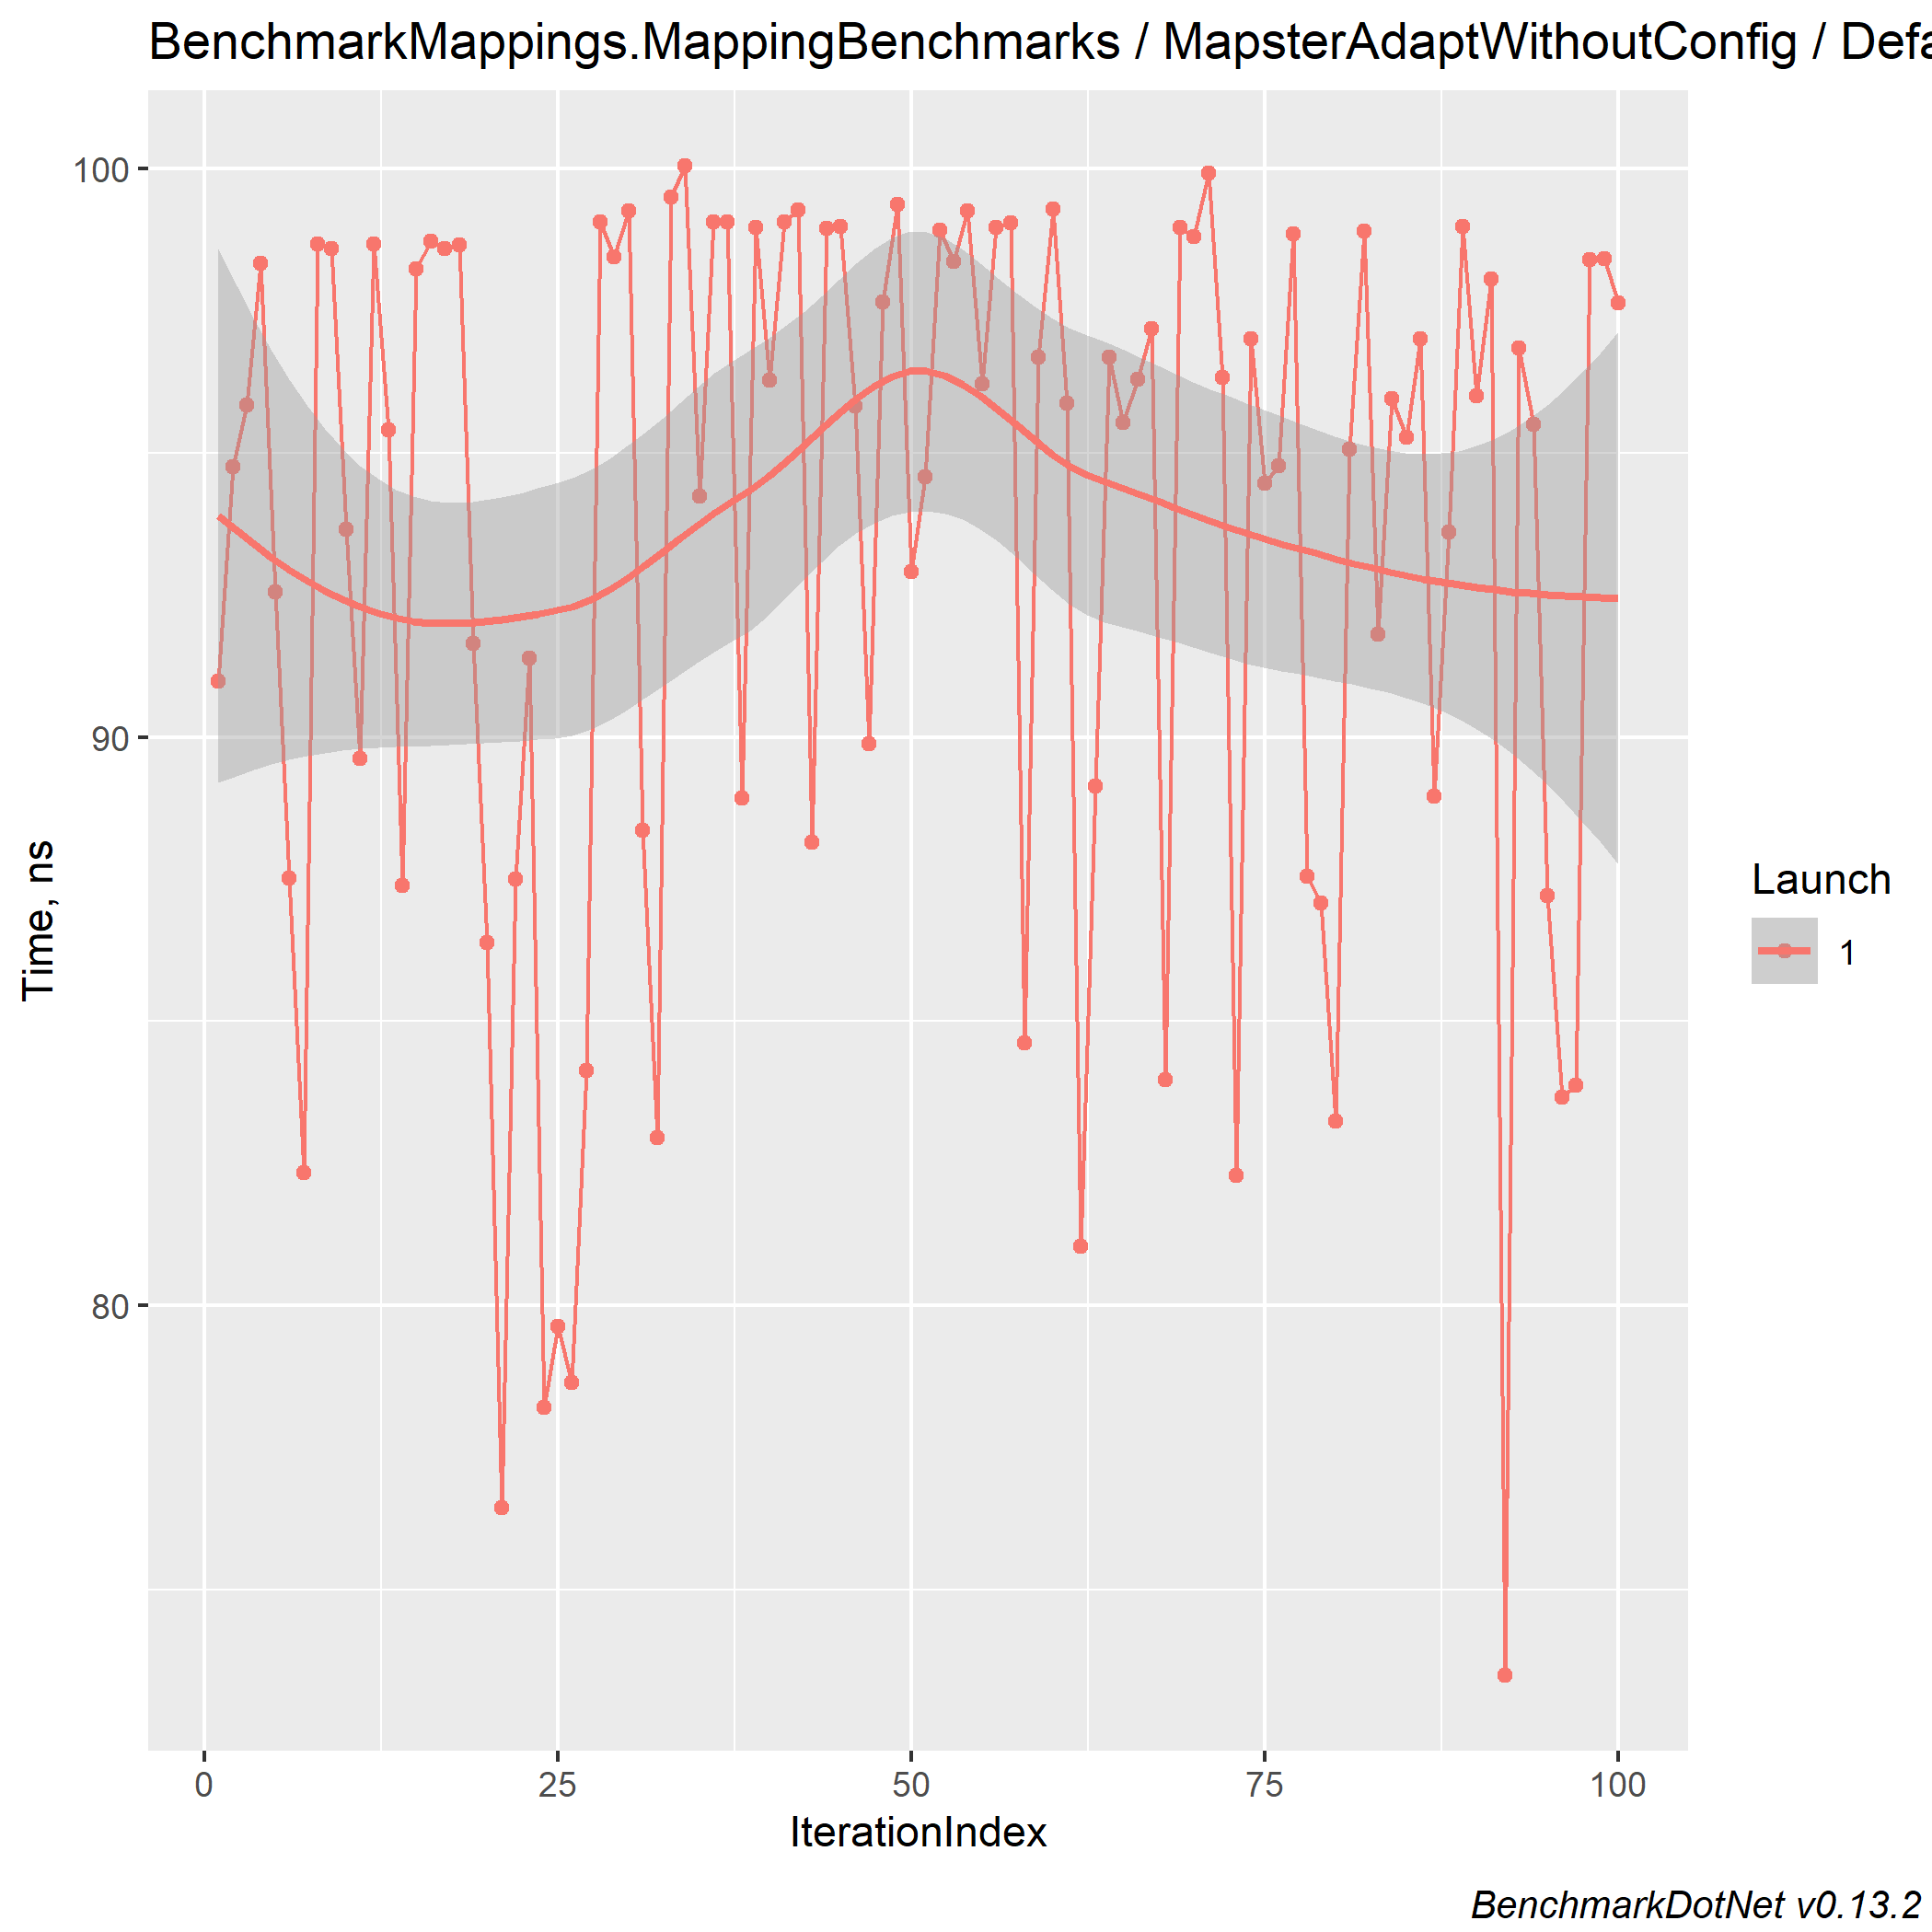 BenchmarkMappings.MappingBenchmarks / MapsterAdaptWithoutConfig / Defa
100
90
80
Time, ns
0 25 50 75 100
IterationIndex
Launch
1
BenchmarkDotNet v0.13.2